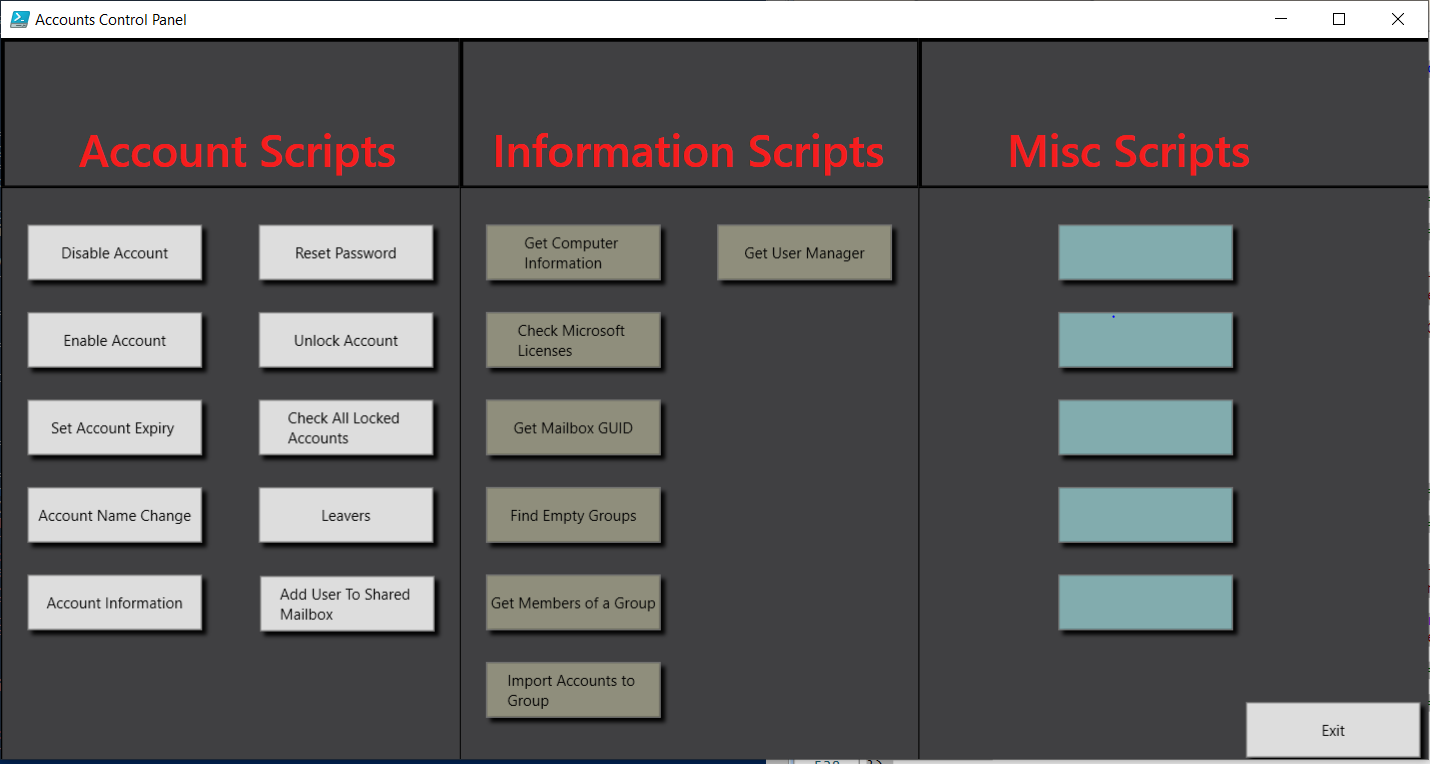 Accounts Control Panel
Account Scripts
Information Scripts
Misc Scripts
Disable Account
Reset Password
Get Computer
Information
Get User Manager
Enable Account
Unlock Account
Check Microsoft
Licenses
Set Account Expiry
Check All Locked
Accounts
Get Mailbox GUID
Account Name Change
Leavers
Find Empty Groups
Account Information
Add User To Shared
Mailbox
Get Members of a Group
Import Accounts to
Group
Exit